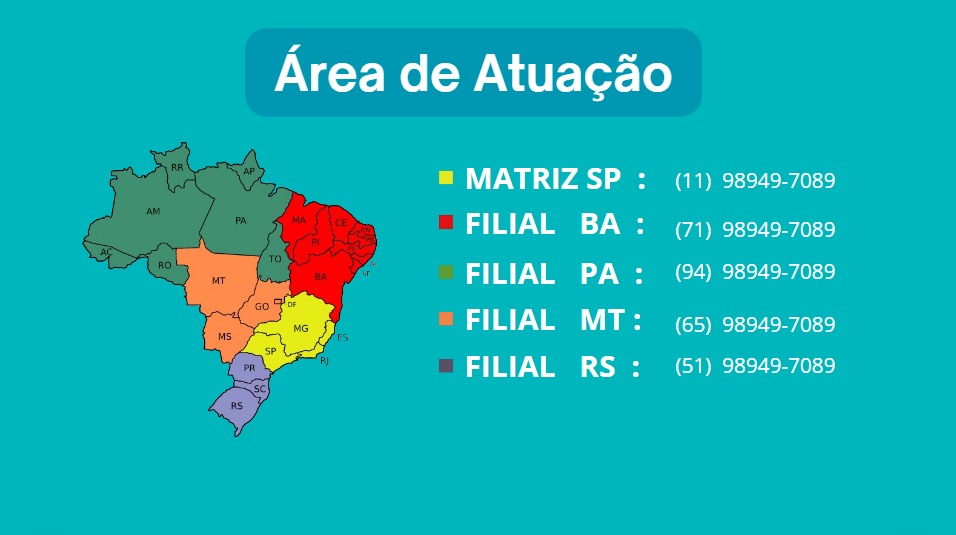 Área de Atuação
MATRIZ SP : (11) 98949-7089
FILIAL BA : (71) 98949-7089
FILIAL PA : (94) 98949-7089
FILIAL MT : (65) 98949-7089
FILIAL RS : (51) 98949-7089
RR
AP
AM
PA
MA
CE
RN
PI
AC
RO
TO
BA
MT
GO
DF
MG
MS
ES
SP
RJ
PR
SC
RS